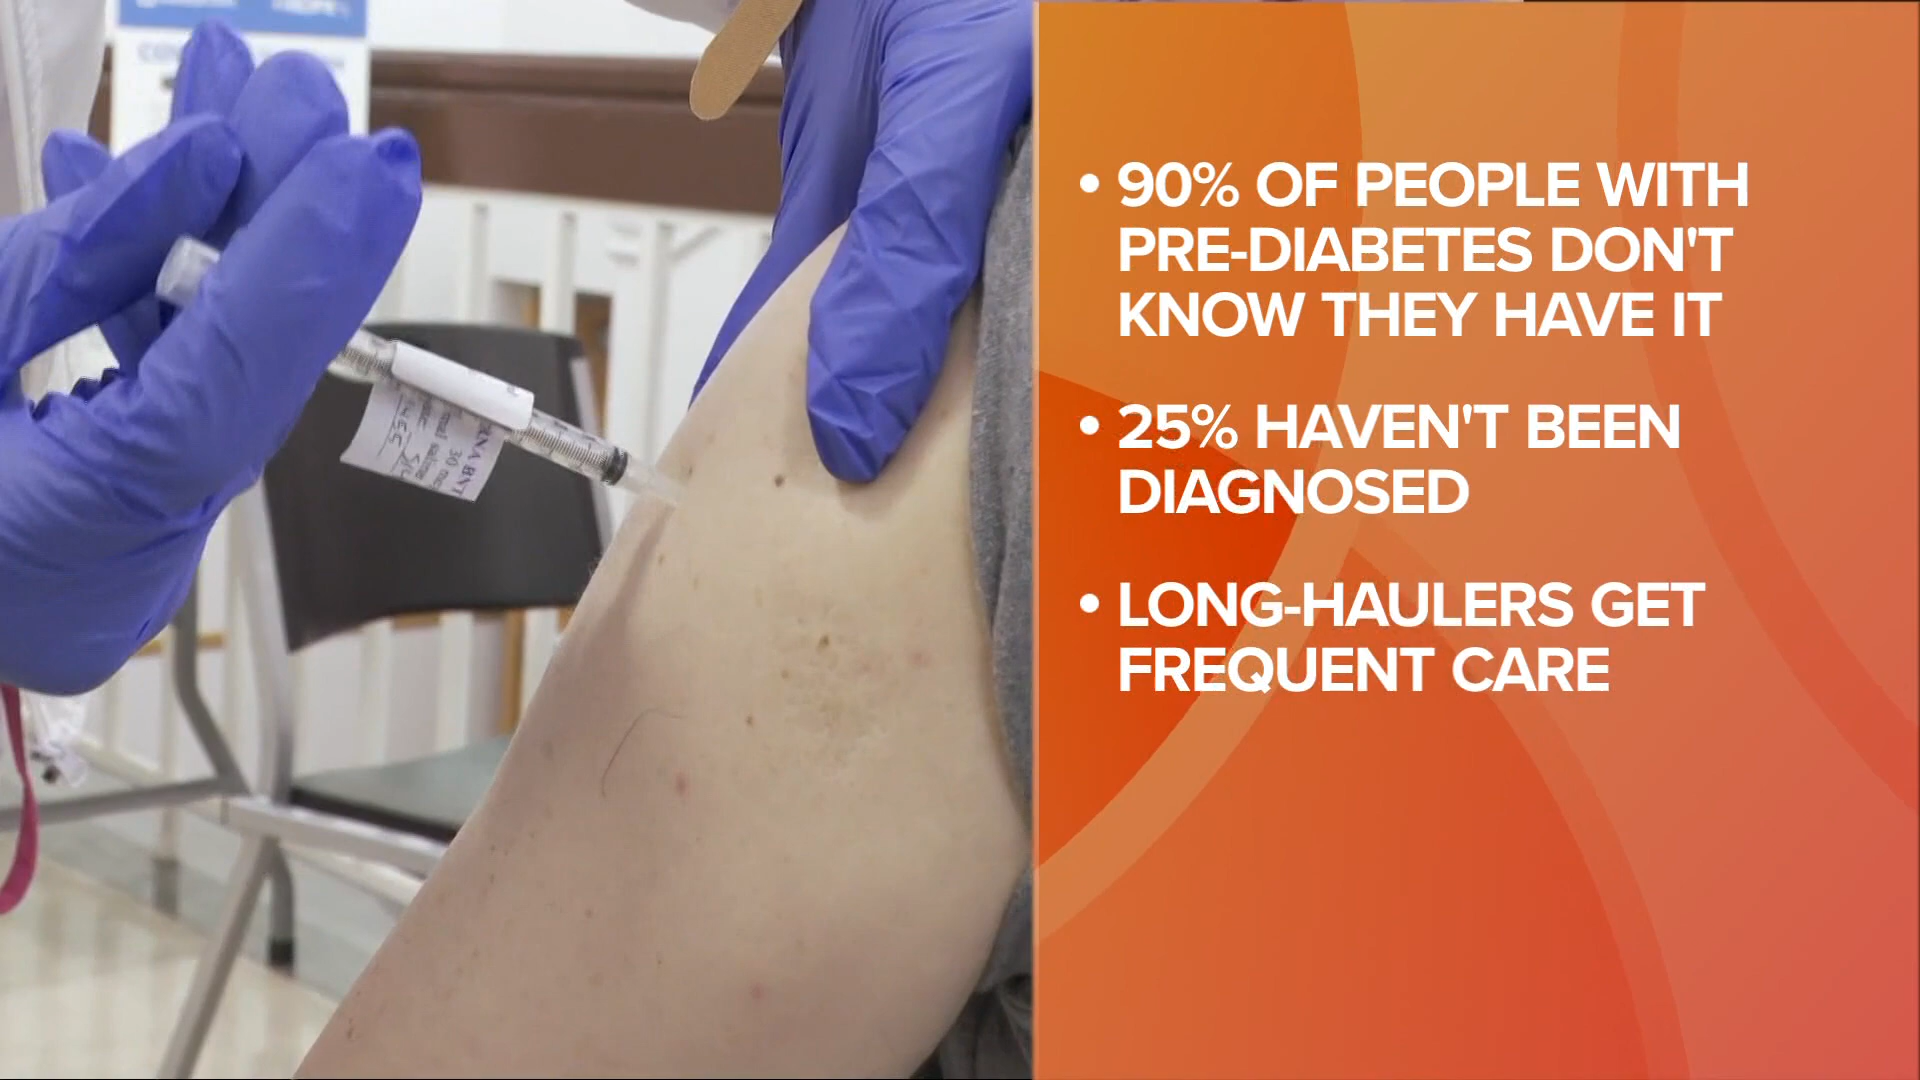 • 90% OF PEOPLE WITH
PRE-DIABETES DON'T
KNOW THEY HAVE IT
• 25% HAVEN'T BEEN
DIAGNOSED
• LONG-HAULERS GET
FREQUENT CARE